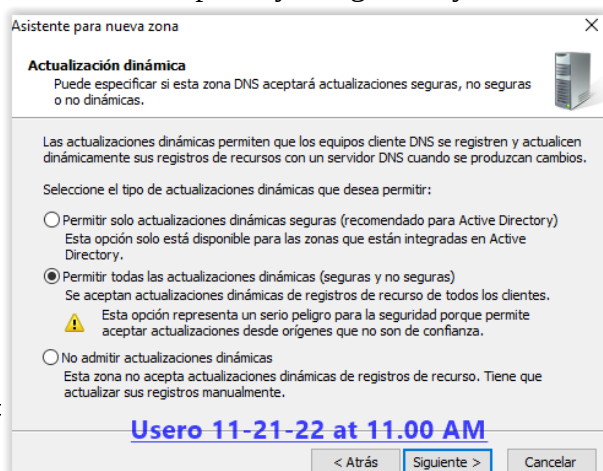 Asistente para nueva zona
Actualización dinámica
Puede especificar si esta zona DNS aceptará actualizaciones seguras, no seguras
o no dinámicas.
Las actualizaciones dinámicas permiten que los equipos cliente DNS se registren y actualicen
dinámicamente sus registros de recursos con un servidor DNS cuando se produzcan cambios.
Seleccione el tipo de actualizaciones dinámicas que desea permitir:
Permitir solo actualizaciones dinámicas seguras (recomendado para Active Directory)
Esta opción solo está disponible para las zonas que están integradas en Active
Directory.
Permitir todas las actualizaciones dinámicas (seguras y no seguras)
Se aceptan actualizaciones dinámicas de registros de recurso de todos los clientes.
Esta opción representa un serio peligro para la seguridad porque permite
aceptar actualizaciones desde orígenes que no son de confianza.
No admitir actualizaciones dinámicas
Esta zona no acepta actualizaciones dinámicas de registros de recurso. Tiene que
actualizar sus registros manualmente.
Usero 11-21-22 at 11.00 AM
< Atrás Siguiente > Cancelar